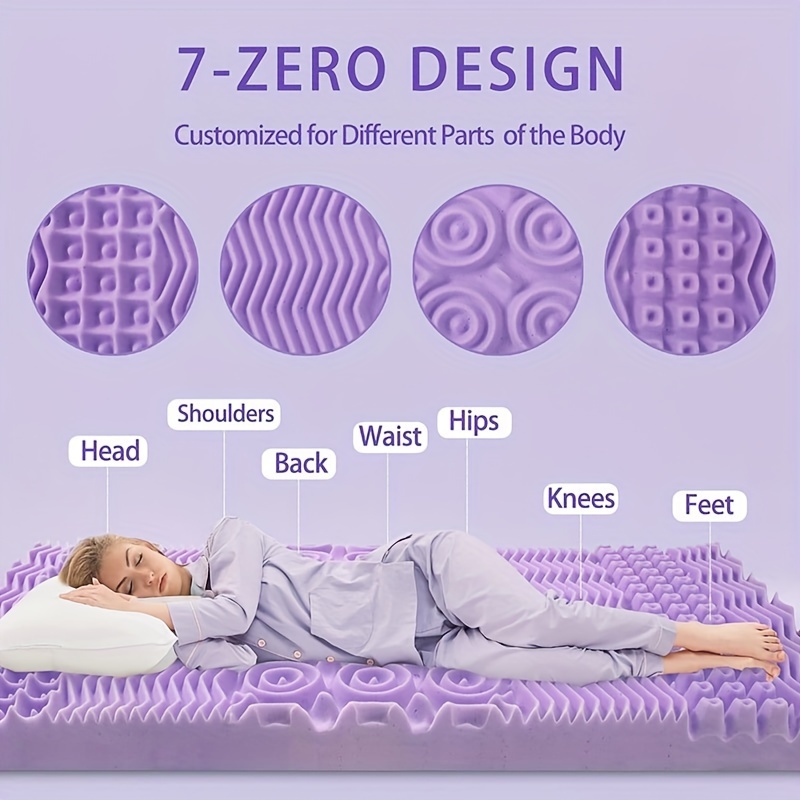 7-ZERO DESIGN
Customized for Different Parts of the Body
Head
Shoulders
Back
Waist
Hips
Knees
Feet